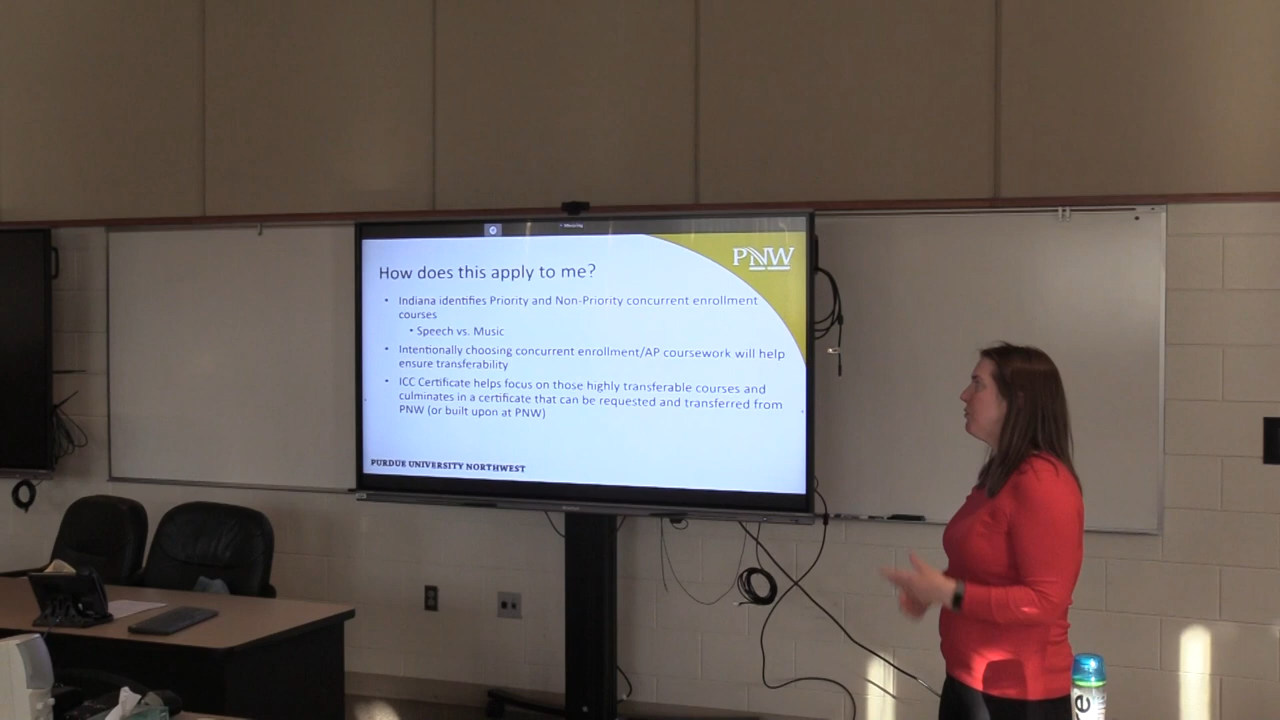 PNW
How does this apply to me?
• Indiana identifies Priority and Non-Priority concurrent enrollment
courses
• Speech vs. Music
• Intentionally choosing concurrent enrollment/AP coursework will help
ensure transferability
• ICC Certificate helps focus on those highly transferable courses and
culminates in a certificate that can be requested and transferred from
PNW (or built upon at PNW)
PURDUE UNIVERSITY NORTHWEST